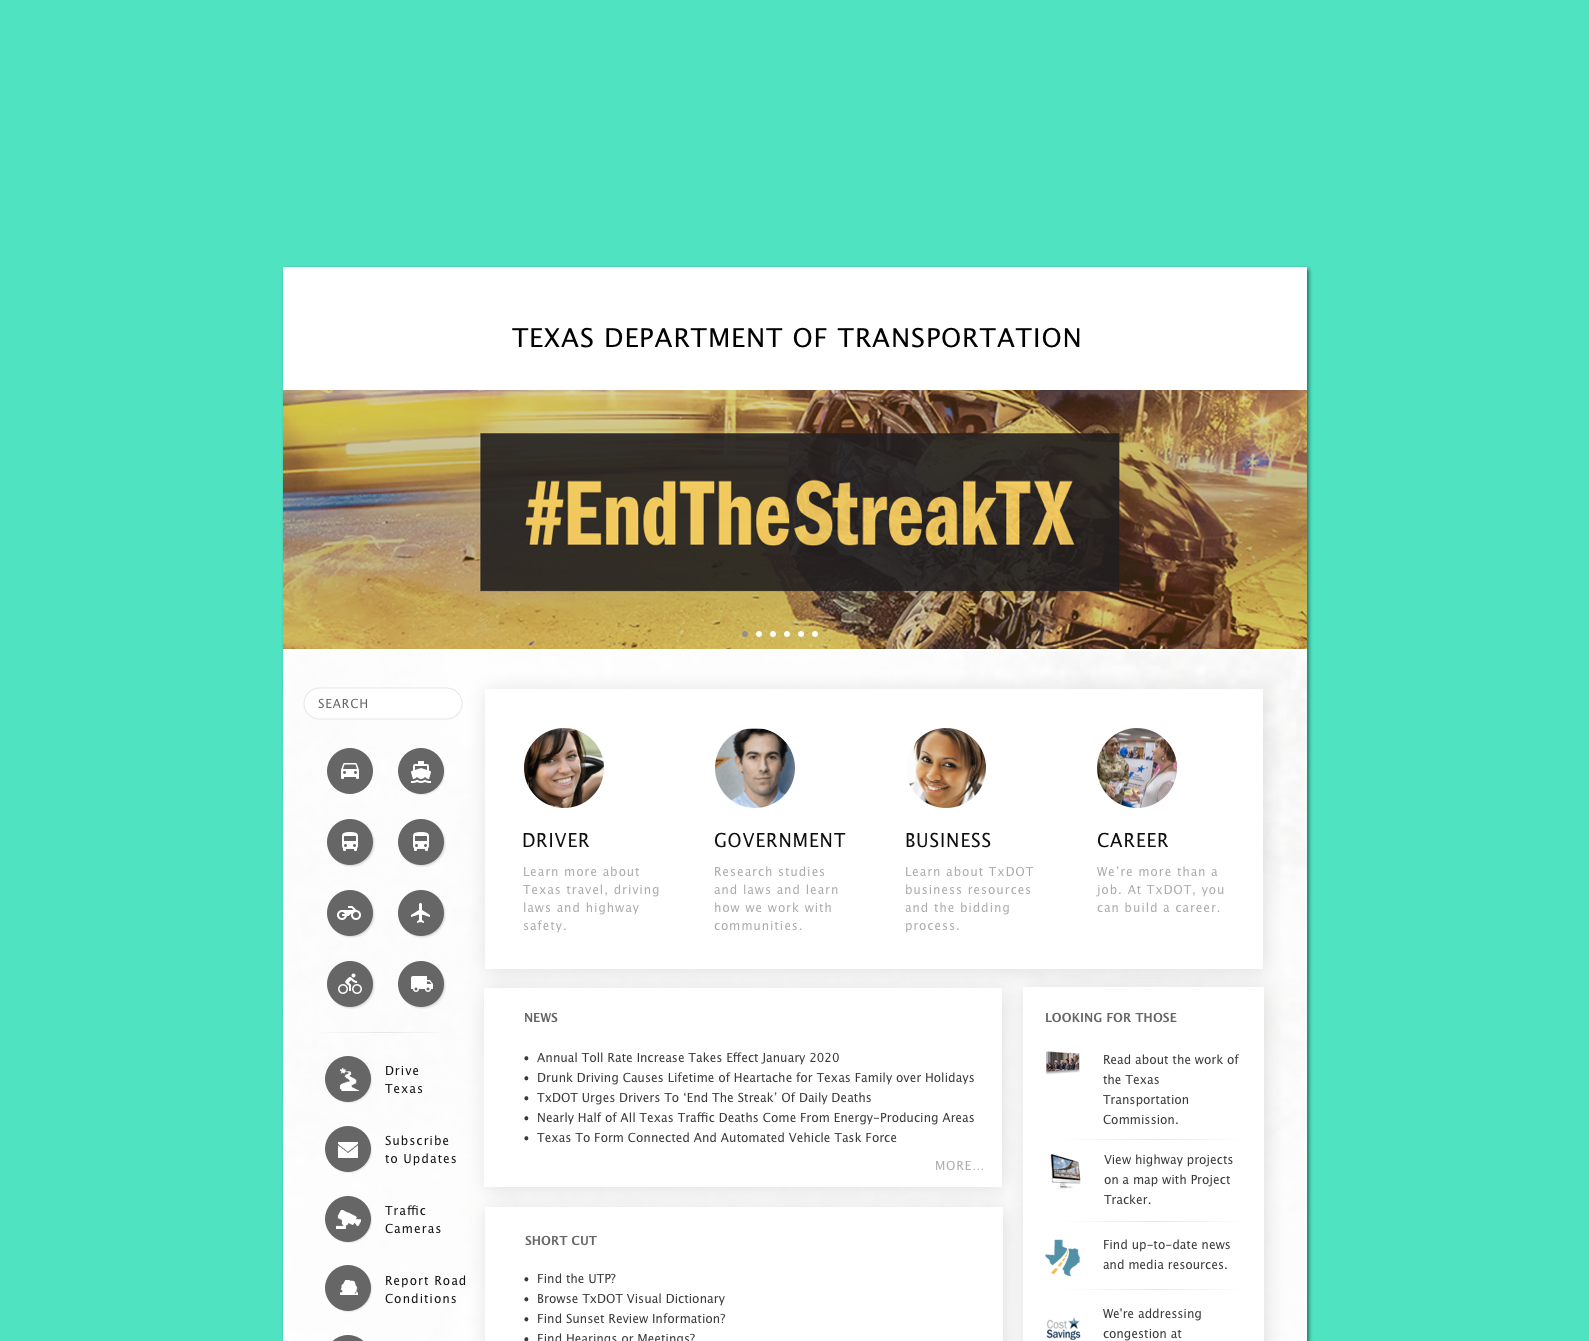 TEXAS DEPARTMENT OF TRANSPORTATION
#EndTheStreakTX
SEARCH
DRIVER
Learn more about
Texas travel, driving
laws and highway
safety.
GOVERNMENT
Research studies
and laws and learn
how we work with
communities.
BUSINESS
Learn about TxDOT
business resources
and the bidding
process.
CAREER
We're more than a
job. At TxDOT, you
can build a career.
Drive
Texas
Subscribe
to Updates
Traffic
Cameras
Report Road
Conditions
NEWS
• Annual Toll Rate Increase Takes Effect January 2020
• Drunk Driving Causes Lifetime of Heartache for Texas Family over Holidays
• TxDOT Urges Drivers To ‘End The Streak’ Of Daily Deaths
• Nearly Half of All Texas Traffic Deaths Come From Energy-Producing Areas
• Texas To Form Connected And Automated Vehicle Task Force
MORE...
SHORT CUT
• Find the UTP?
• Browse TxDOT Visual Dictionary
• Find Sunset Review Information?
• Find Hearings or Meetings?
LOOKING FOR THOSE
Read about the work of
the Texas
Transportation
Commission.
View highway projects
on a map with Project
Tracker.
Find up-to-date news
and media resources.
Cost
Savings
We're addressing
congestion at